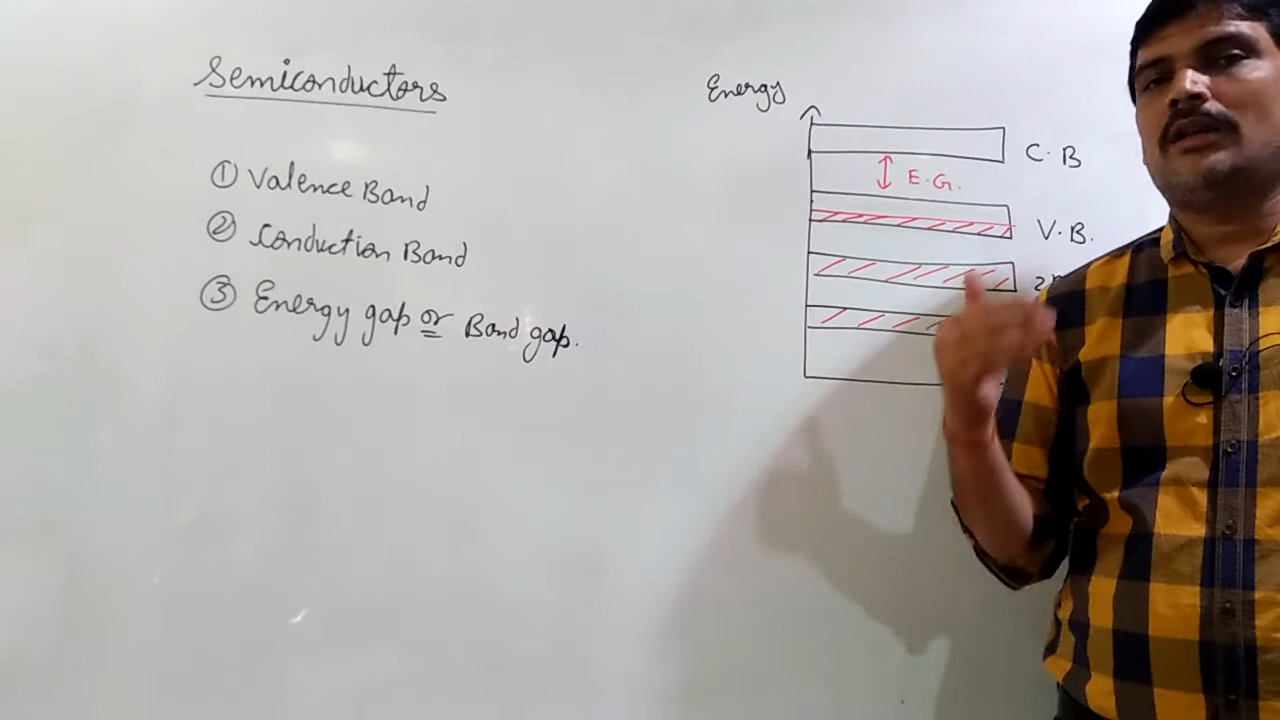 Semiconductors
① Valence Band
② Conduction Band
③ Energy gap or Band gap.
Energy
C.B
E.G.
V.B.